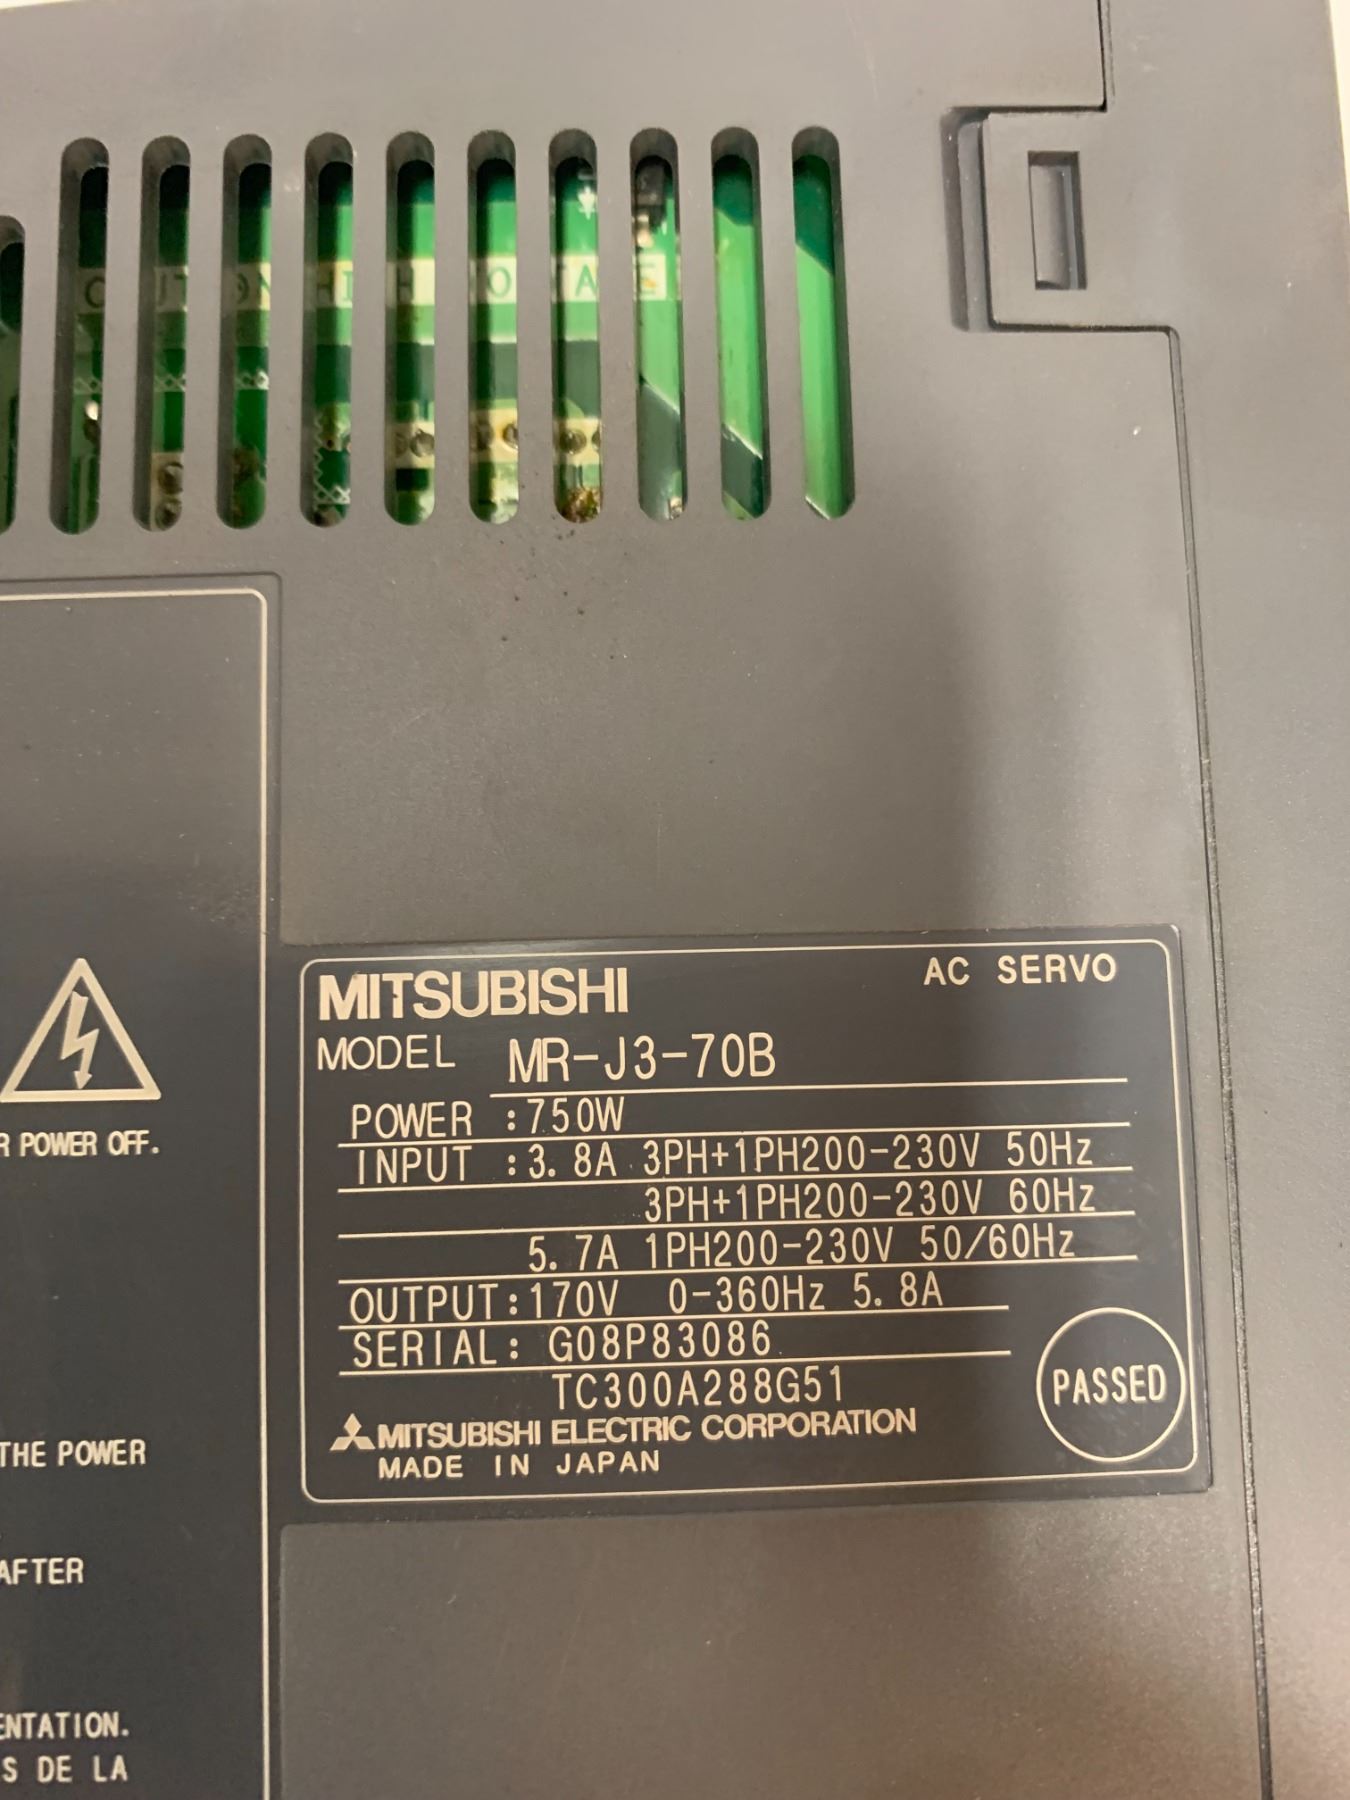 MITSUBISHI AC SERVO
MODEL MR-J3-70B
POWER :750W
INPUT :3.8A 3PH+1PH200-230V 50Hz
3PH+1PH200-230V 60Hz
5.7A 1PH200-230V 50/60Hz
OUTPUT:170V 0-360Hz 5.8A
SERIAL: G08P83086
TC300A288G51
PASSED
MITSUBISHI ELECTRIC CORPORATION
MADE IN JAPAN
R POWER OFF.
THE POWER
AFTER
ENTATION.
S DE LA